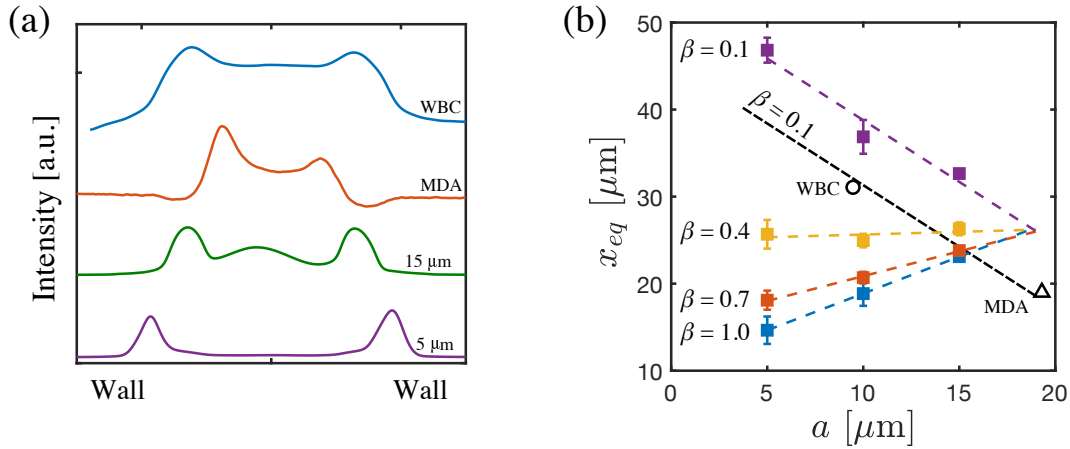 (a)
Intensity [a.u.]
WBC
MDA
15 μm
5 μm
Wall
Wall
(b)
x_eq [μm]
50
40
30
20
10
β = 0.1
β = 0.1
WBC
β = 0.4
β = 0.7
β = 1.0
MDA
0
5
10
15
20
a [μm]